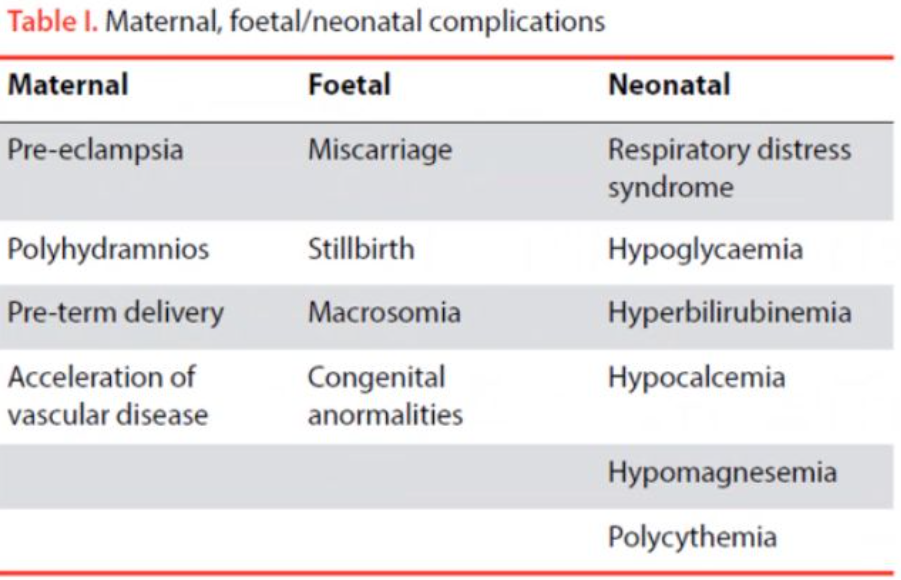 Table I. Maternal, foetal/neonatal complications
Maternal Foetal Neonatal
Pre-eclampsia Miscarriage Respiratory distress
syndrome
Polyhydramnios Stillbirth Hypoglycaemia
Pre-term delivery Macrosomia Hyperbilirubinemia
Acceleration of Congenital Hypocalcemia
vascular disease anormalities
Hypomagnesemia
Polycythemia